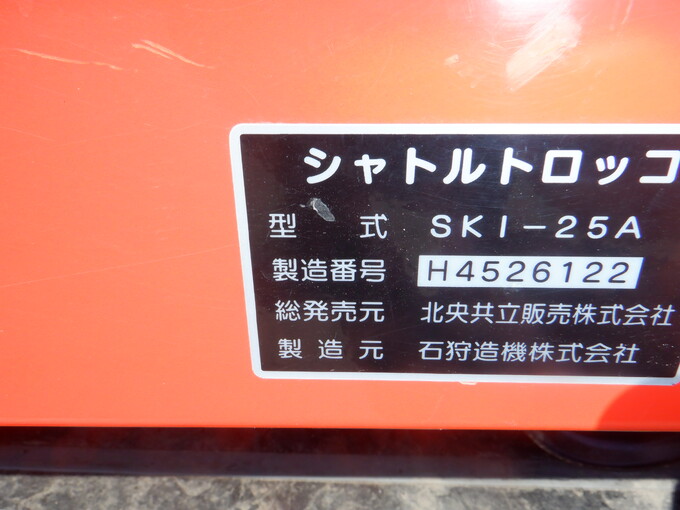 シャトルトロッコ
型 式 SKI-25A
製造番号 H4526122
総発売元 北央共立販売株式会社
製造元 石狩造機株式会社